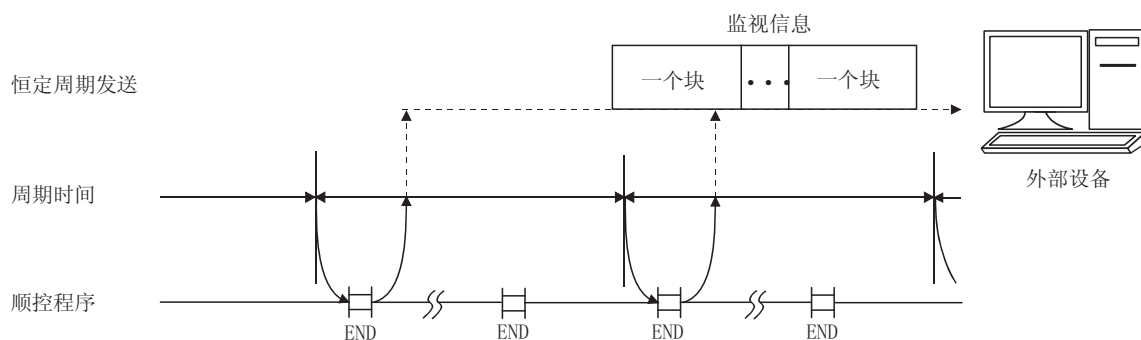 监视信息
恒定周期发送
一个块
• • •
一个块
外部设备
周期时间
顺控程序
END
END
END
END